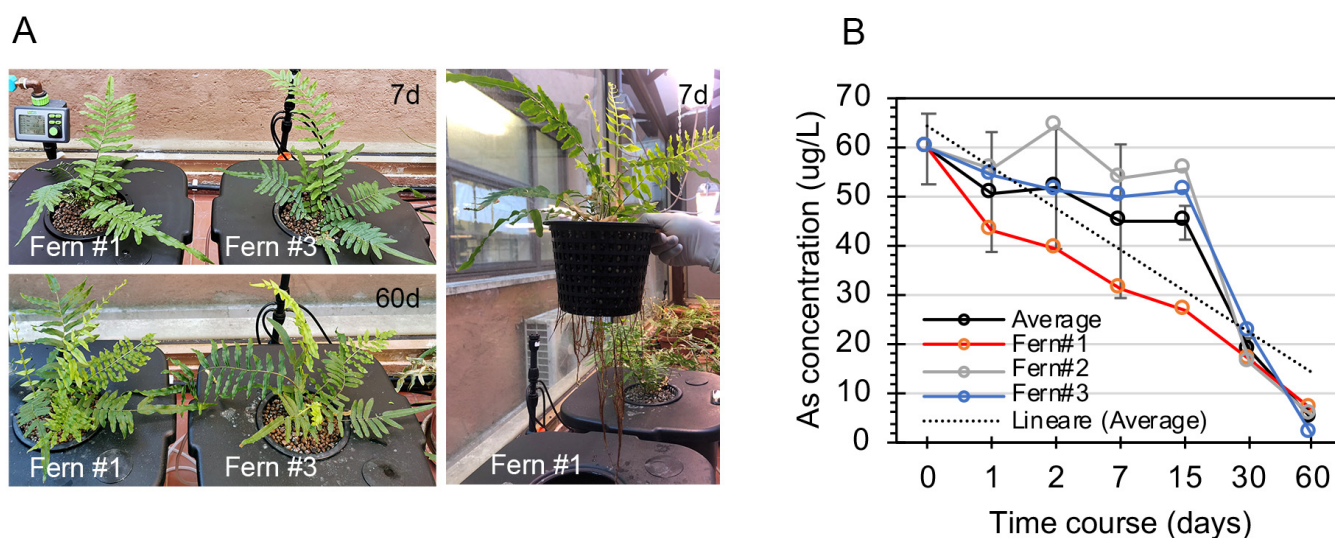 A
7d
Fern #1
Fern #3
60d
Fern #1
Fern #3
7d
Fern #1
B
As concentration (ug/L)
70
60
50
40
30
20
10
0
Average
Fern#1
Fern#2
Fern#3
Lineare (Average)
0 1 2 7 15 30 60
Time course (days)